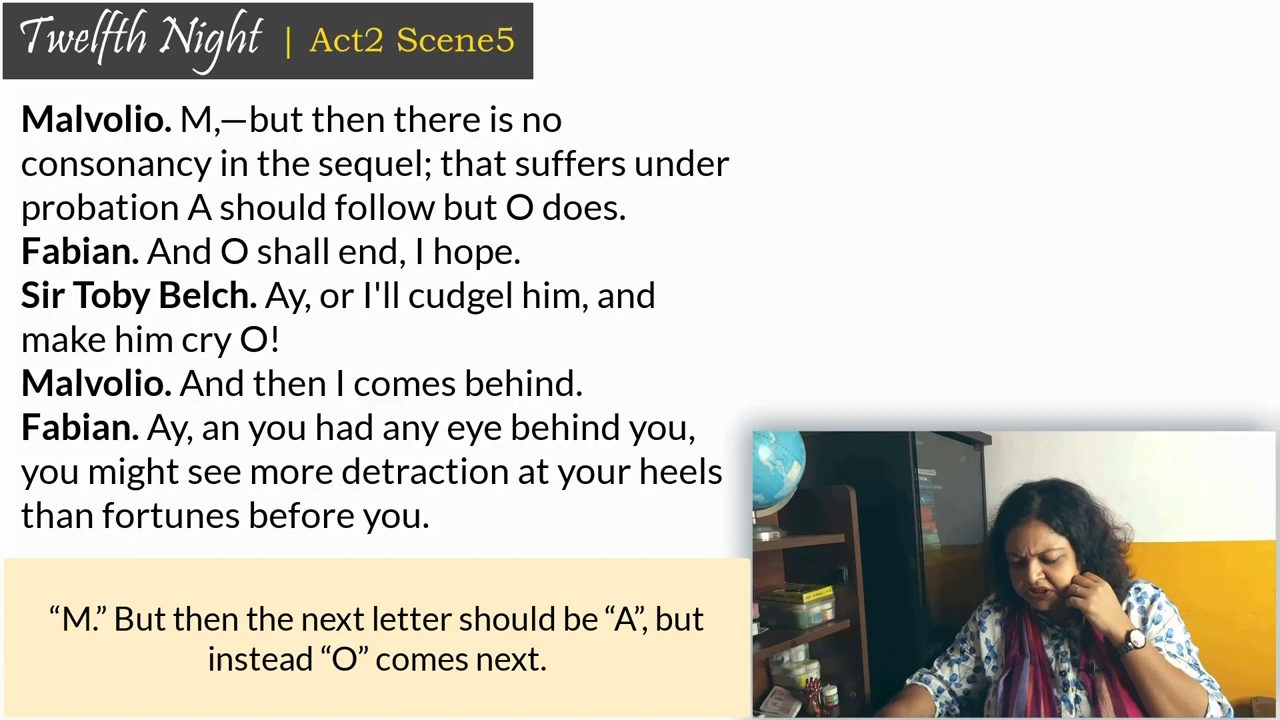 Twelfth Night | Act2 Scene5
Malvolio. M,—but then there is no
consonancy in the sequel; that suffers under
probation A should follow but O does.
Fabian. And O shall end, I hope.
Sir Toby Belch. Ay, or I'll cudgel him, and
make him cry O!
Malvolio. And then I comes behind.
Fabian. Ay, an you had any eye behind you,
you might see more detraction at your heels
than fortunes before you.
“M.” But then the next letter should be “A”, but
instead “O” comes next.